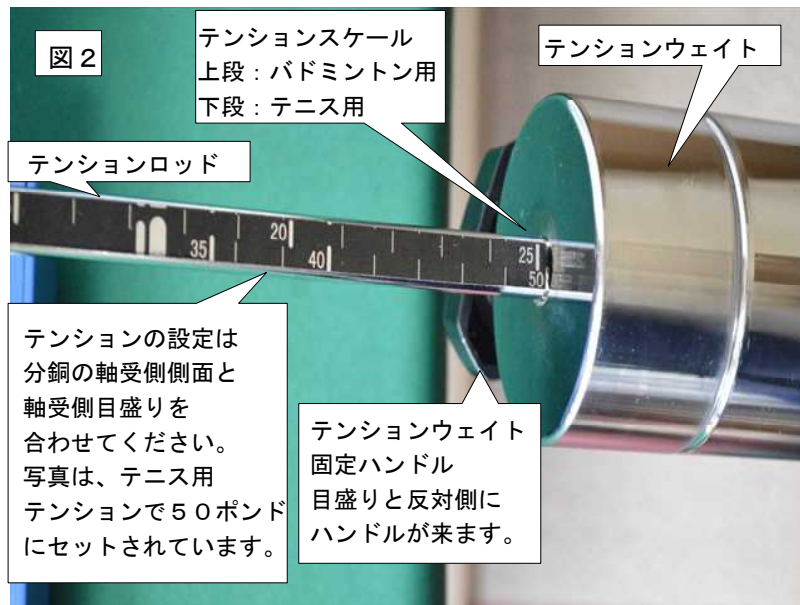 図2
テンションスケール
上段：バドミントン用
下段：テニス用
テンションウェイト
テンションロッド
20
25
35
40
50
テンションの設定は
分銅の軸受側側面と
軸受側目盛りを
合わせてください。
写真は、テニス用
テンションで５０ポンド
にセットされています。
テンションウェイト
固定ハンドル
目盛りと反対側に
ハンドルが来ます。